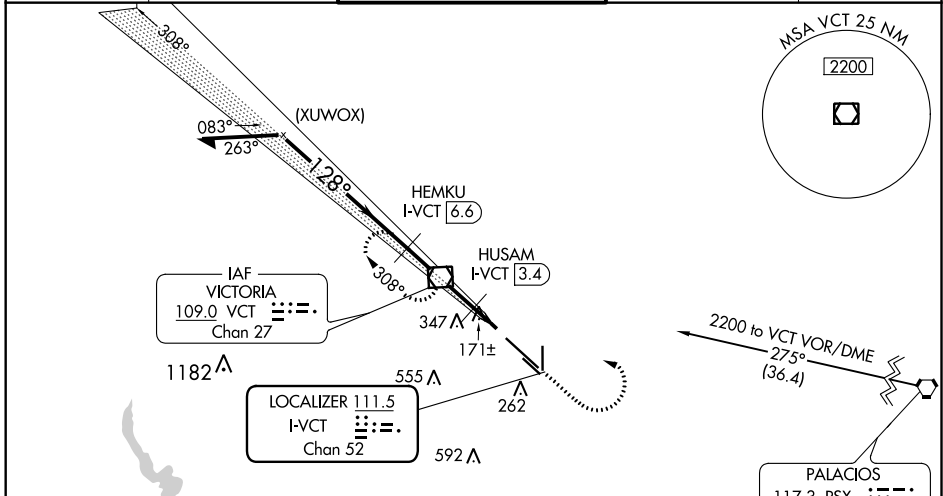 308°
MSA VCT 25 NM
2200
(XUWOX)
083°
263°
128°
HEMKU
I-VCT 6.6
HUSAM
I-VCT 3.4
308°
IAF
VICTORIA
109.0 VCT
Chan 27
347
171±
2200 to VCT VOR/DME
275°
(36.4)
1182
555
262
LOCALIZER 111.5
I-VCT
Chan 52
592
PALACIOS